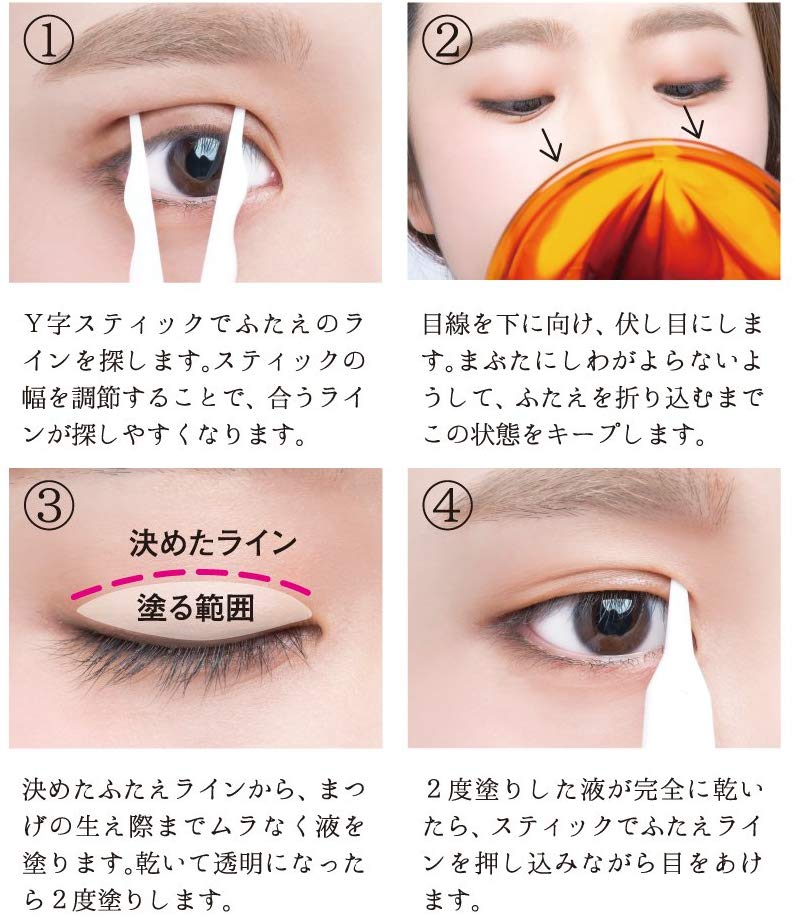 ①
Ｙ字スティックでふたえのラ
インを探します。スティックの
幅を調節することで、合うライ
ンが探しやすくなります。
②
目線を下に向け、伏し目にしま
す。まぶたにしわがよらないよ
うして、ふたえを折り込むまで
この状態をキープします。
③
決めたライン
塗る範囲
決めたふたえラインから、まつ
げの生え際までムラなく液を
塗ります。乾いて透明になった
ら２度塗りします。
④
２度塗りした液が完全に乾い
たら、スティックでふたえライ
ンを押し込みながら目をあけ
ます。